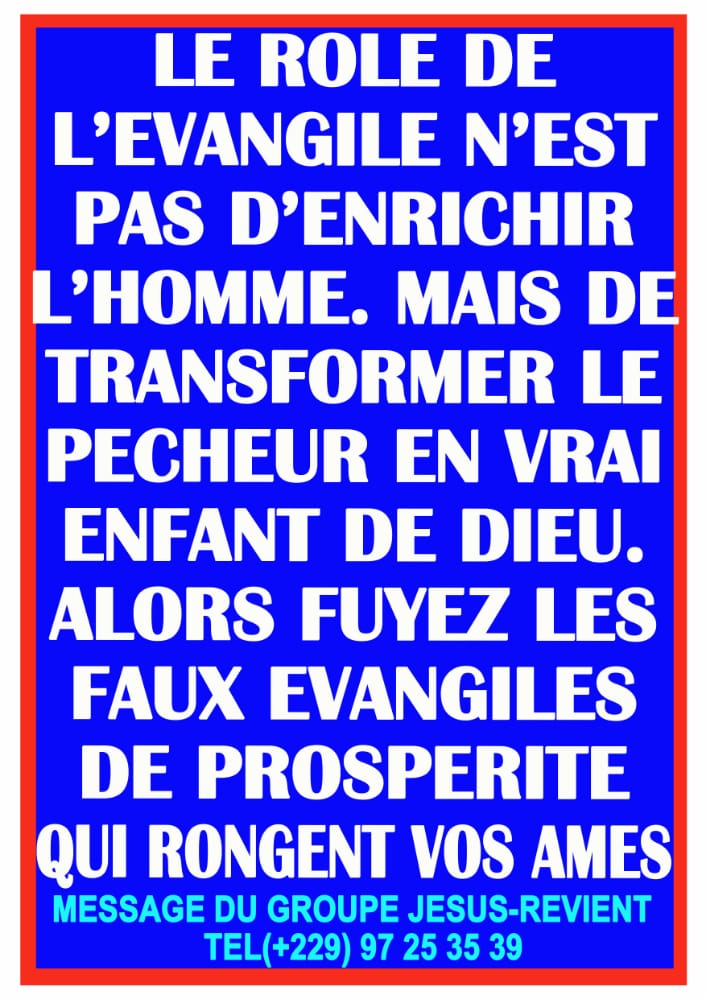 LE ROLE DE
L'EVANGILE N'EST
PAS D'ENRICHIR
L'HOMME. MAIS DE
TRANSFORMER LE
PECHEUR EN VRAI
ENFANT DE DIEU.
ALORS FUYEZ LES
FAUX EVANGILES
DE PROSPERITE
QUI RONGENT VOS AMES
MESSAGE DU GROUPE JESUS-REVIENT
TEL(+229) 97 25 35 39